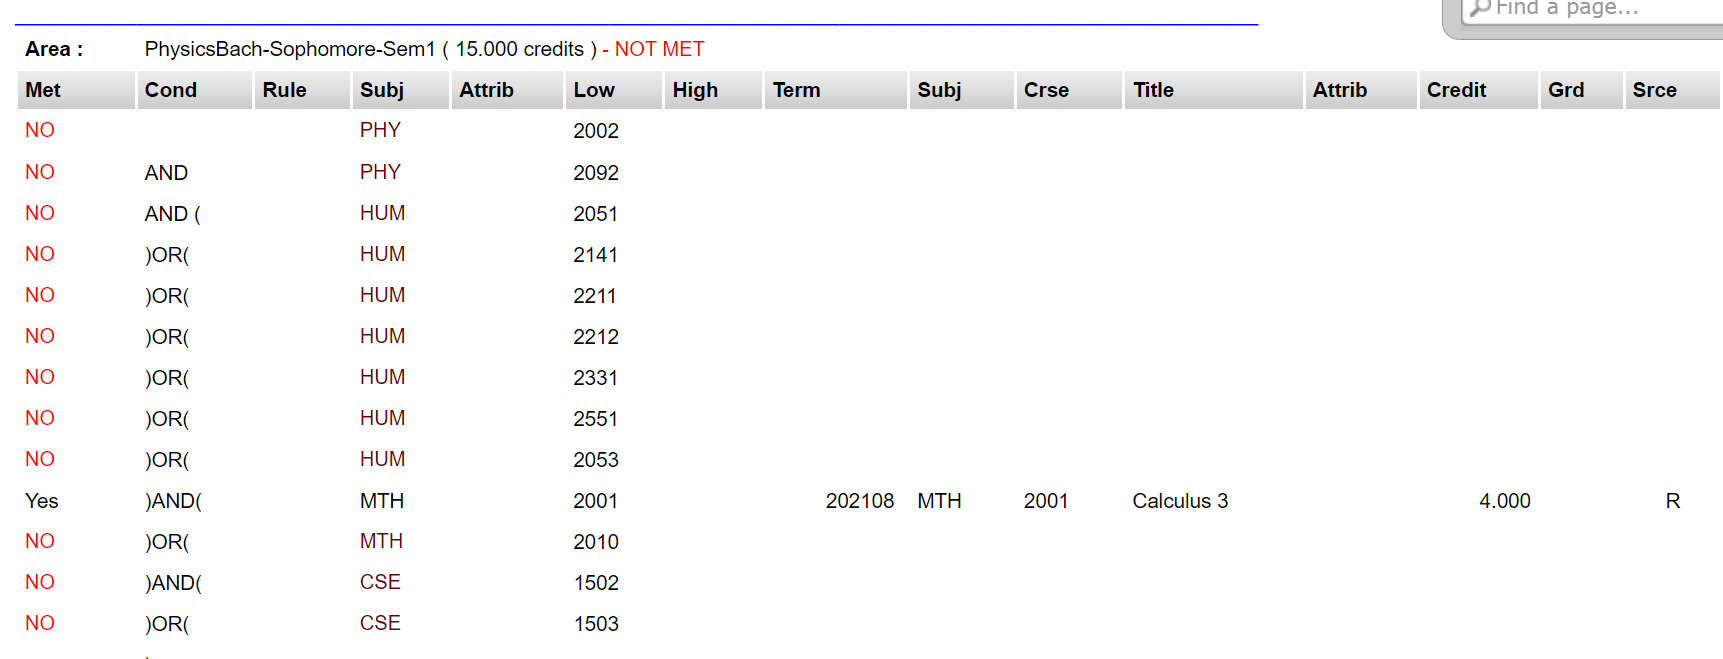 Find a page...
Area : PhysicsBach-Sophomore-Sem1 ( 15.000 credits ) - NOT MET
Met Cond Rule Subj Attrib Low High Term Subj Crse Title Attrib Credit Grd Srce
NO PHY 2002
NO AND PHY 2092
NO AND ( HUM 2051
NO )OR( HUM 2141
NO )OR( HUM 2211
NO )OR( HUM 2212
NO )OR( HUM 2331
NO )OR( HUM 2551
NO )OR( HUM 2053
Yes )AND( MTH 2001 202108 MTH 2001 Calculus 3 4.000 R
NO )OR( MTH 2010
NO )AND( CSE 1502
NO )OR( CSE 1503